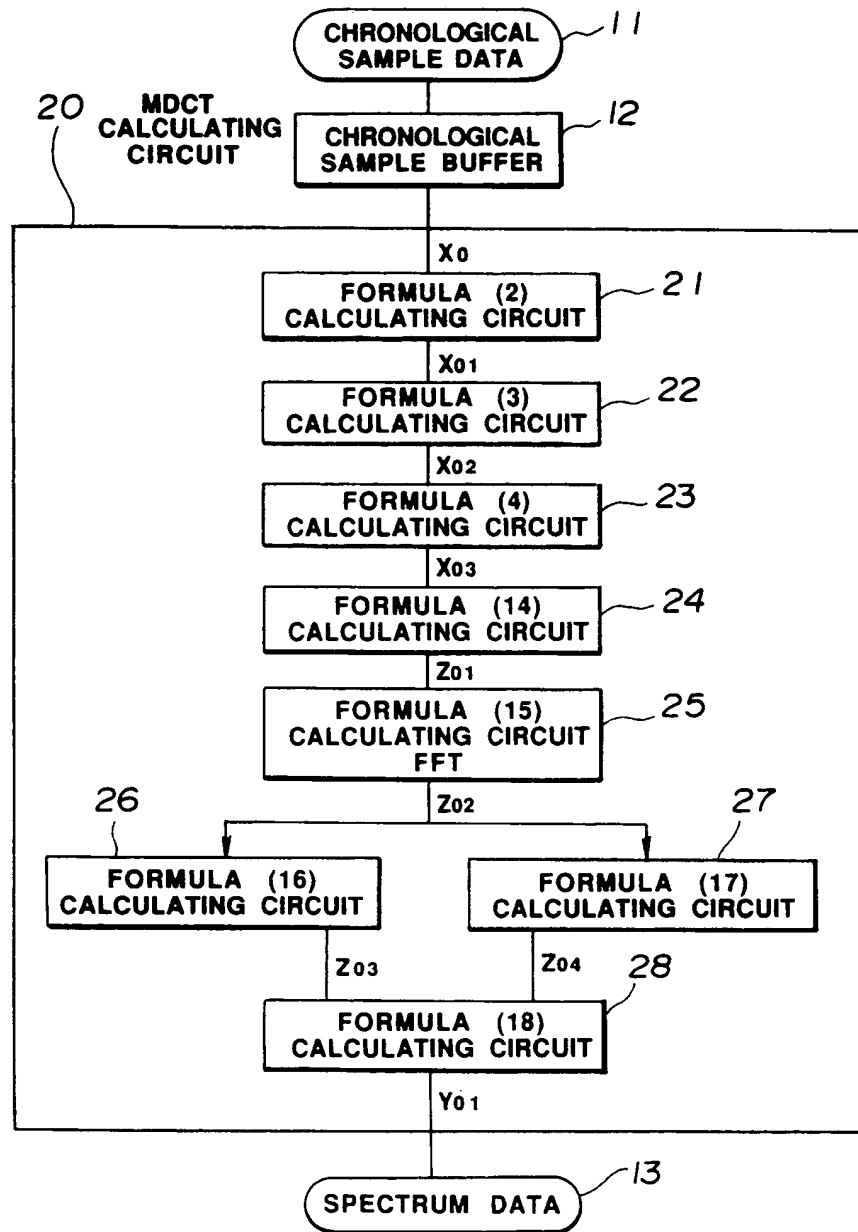 CHRONOLOGICAL
SAMPLE DATA
11
20
MDCT
CALCULATING
CIRCUIT
CHRONOLOGICAL
SAMPLE BUFFER
12
X0
FORMULA (2)
CALCULATING CIRCUIT
21
X01
FORMULA (3)
CALCULATING CIRCUIT
22
X02
FORMULA (4)
CALCULATING CIRCUIT
23
X03
FORMULA (14)
CALCULATING CIRCUIT
24
Z01
FORMULA (15)
CALCULATING CIRCUIT
FFT
25
Z02
26
FORMULA (16)
CALCULATING CIRCUIT
27
FORMULA (17)
CALCULATING CIRCUIT
Z03
Z04
28
FORMULA (18)
CALCULATING CIRCUIT
Y01
SPECTRUM DATA
13